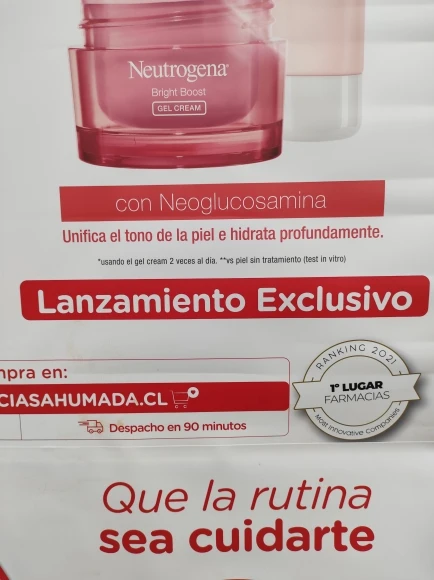 Neutrogena®
Bright Boost
GEL CREAM
con Neoglucosamina
Unifica el tono de la piel e hidrata profundamente.
*usando el gel cream 2 veces al día. **vs piel sin tratamiento (test in vitro)
Lanzamiento Exclusivo
mpra en:
CIASAHUMADA.CL
Despacho en 90 minutos
RANKING 2021
1º LUGAR
FARMACIAS
Most Innovative Companies
Que la rutina
sea cuidarte